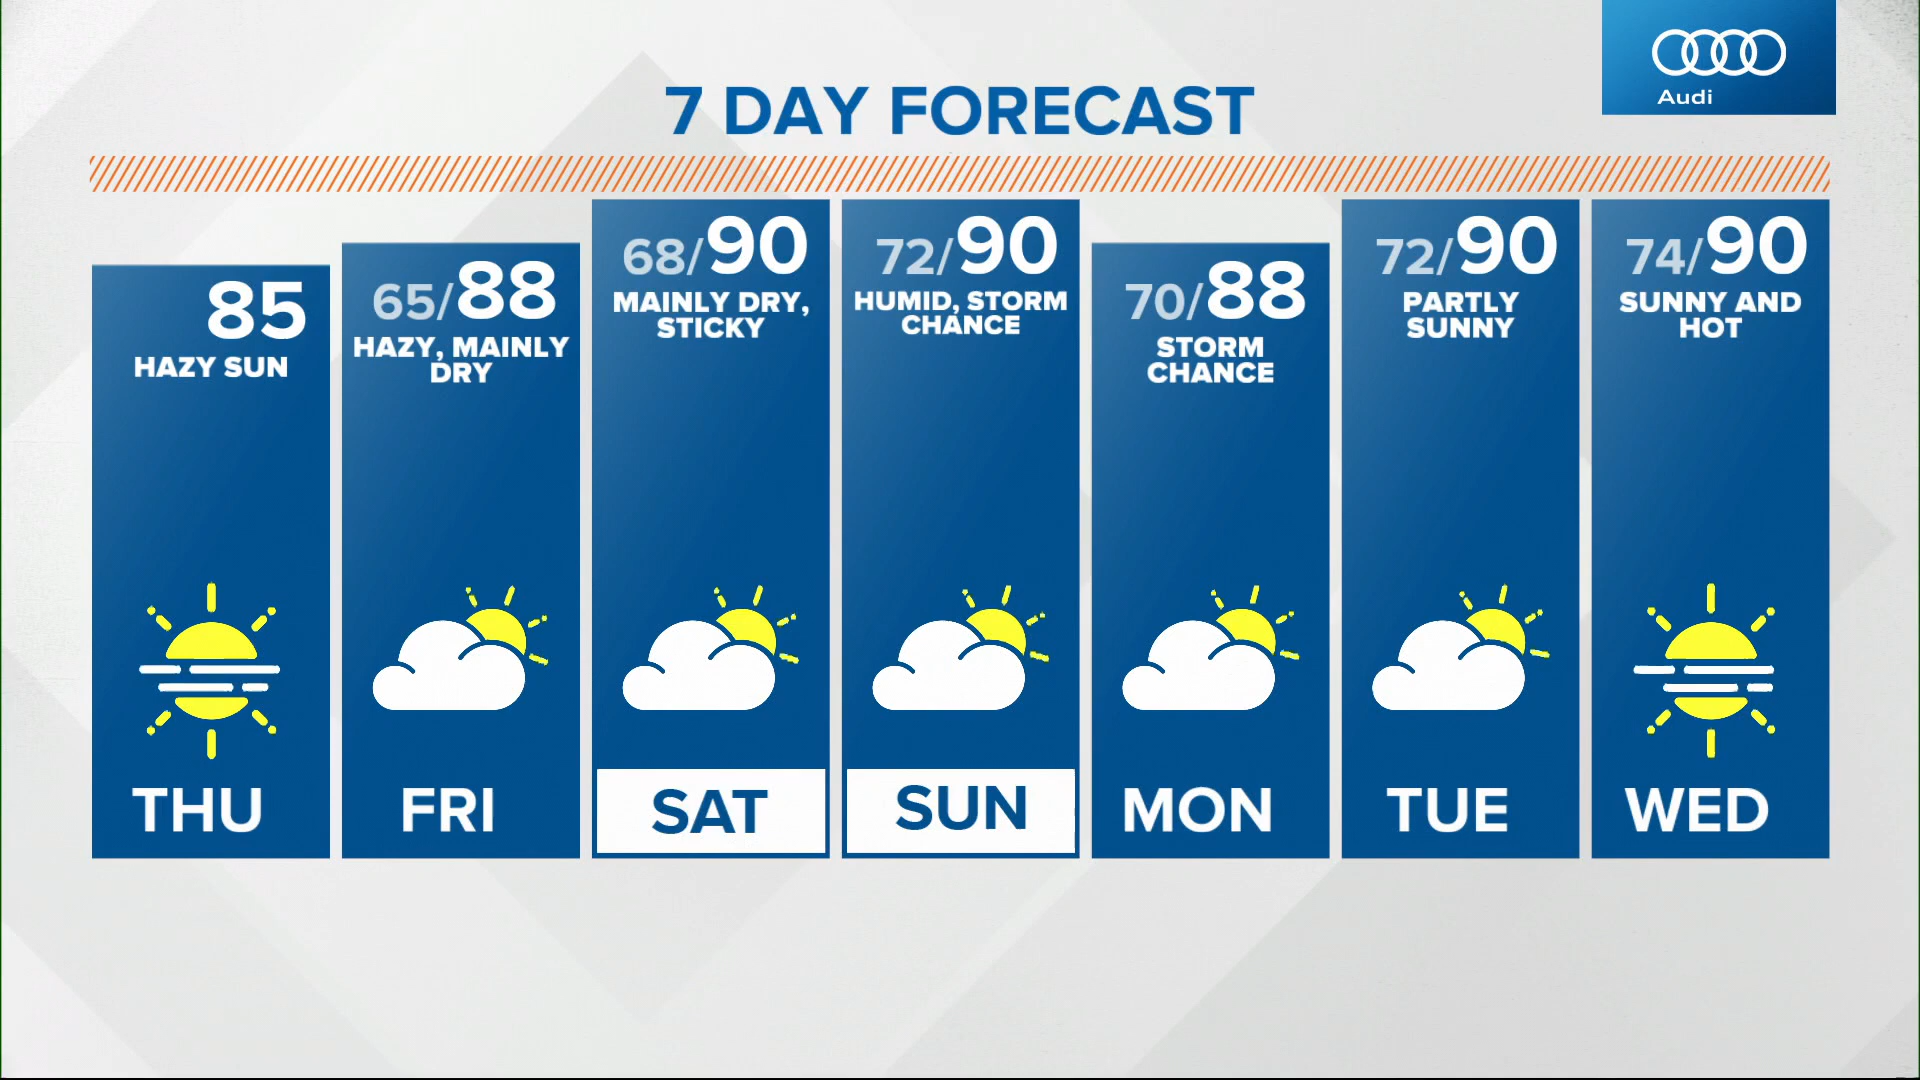 Audi
7 DAY FORECAST
85
HAZY SUN
THU
65/88
HAZY, MAINLY
DRY
FRI
68/90
MAINLY DRY,
STICKY
SAT
72/90
HUMID, STORM
CHANCE
SUN
70/88
STORM
CHANCE
MON
72/90
PARTLY
SUNNY
TUE
74/90
SUNNY AND
HOT
WED